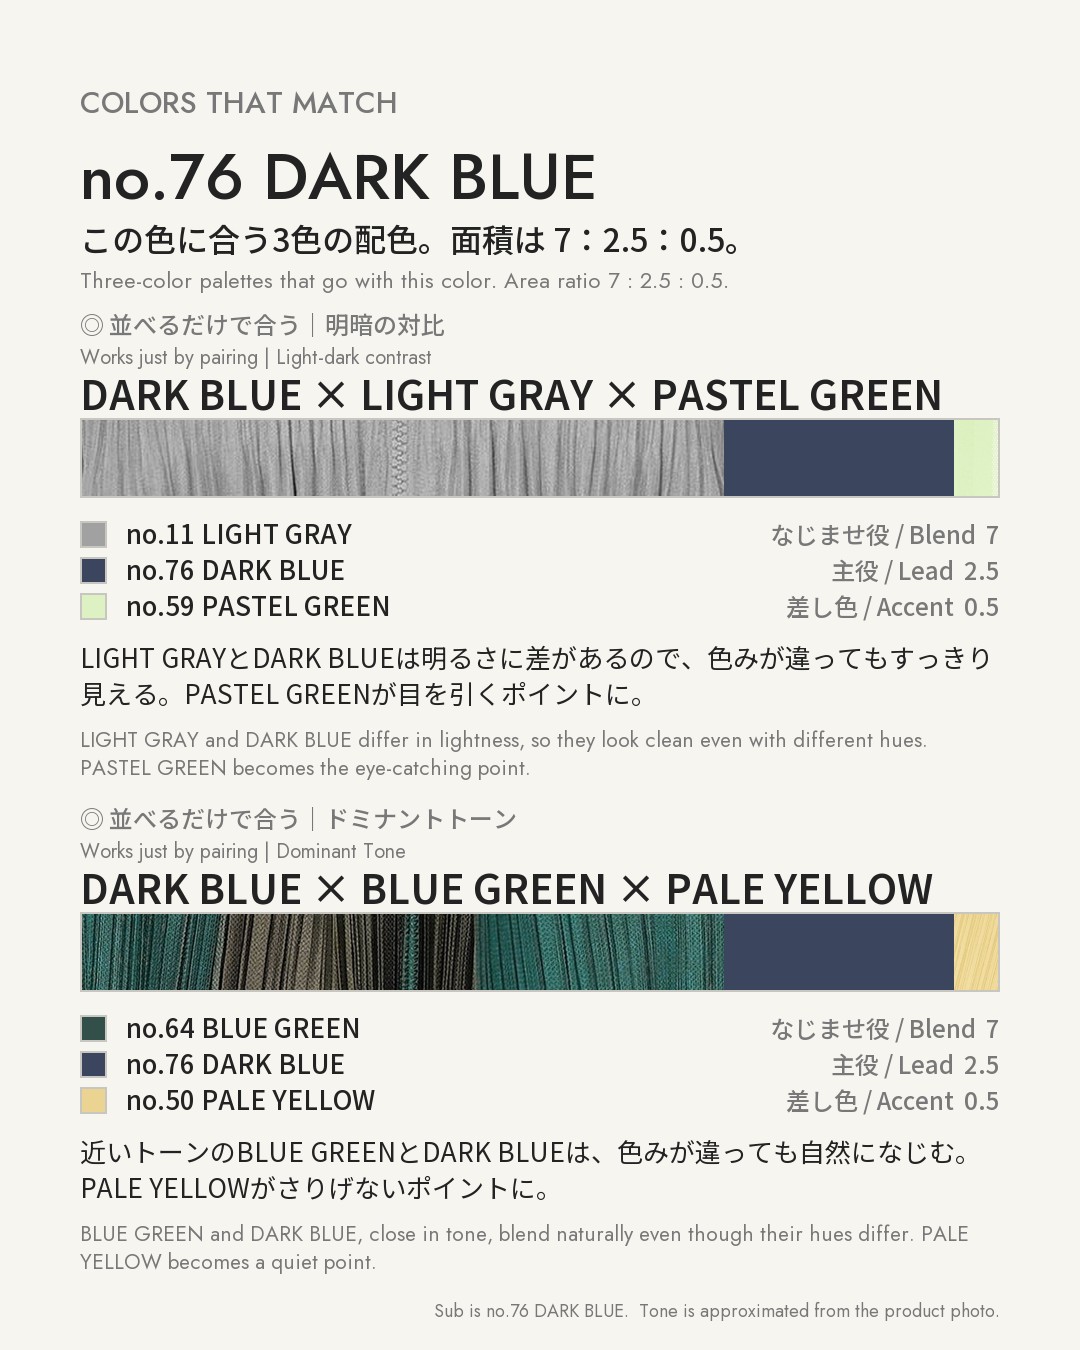 COLORS THAT MATCH
no.76 DARK BLUE
この色に合う3色の配色。面積は 7：2.5：0.5。
Three-color palettes that go with this color. Area ratio 7 : 2.5 : 0.5.
◎ 並べるだけで合う｜明暗の対比
Works just by pairing | Light-dark contrast
DARK BLUE × LIGHT GRAY × PASTEL GREEN
no.11 LIGHT GRAY なじませ役 / Blend 7
no.76 DARK BLUE 主役 / Lead 2.5
no.59 PASTEL GREEN 差し色 / Accent 0.5
LIGHT GRAYとDARK BLUEは明るさに差があるので、色みが違ってもすっきり
見える。PASTEL GREENが目を引くポイントに。
LIGHT GRAY and DARK BLUE differ in lightness, so they look clean even with different hues.
PASTEL GREEN becomes the eye-catching point.
◎ 並べるだけで合う｜ドミナントトーン
Works just by pairing | Dominant Tone
DARK BLUE × BLUE GREEN × PALE YELLOW
no.64 BLUE GREEN なじませ役 / Blend 7
no.76 DARK BLUE 主役 / Lead 2.5
no.50 PALE YELLOW 差し色 / Accent 0.5
近いトーンのBLUE GREENとDARK BLUEは、色みが違っても自然になじむ。
PALE YELLOWがさりげないポイントに。
BLUE GREEN and DARK BLUE, close in tone, blend naturally even though their hues differ. PALE
YELLOW becomes a quiet point.
Sub is no.76 DARK BLUE. Tone is approximated from the product photo.